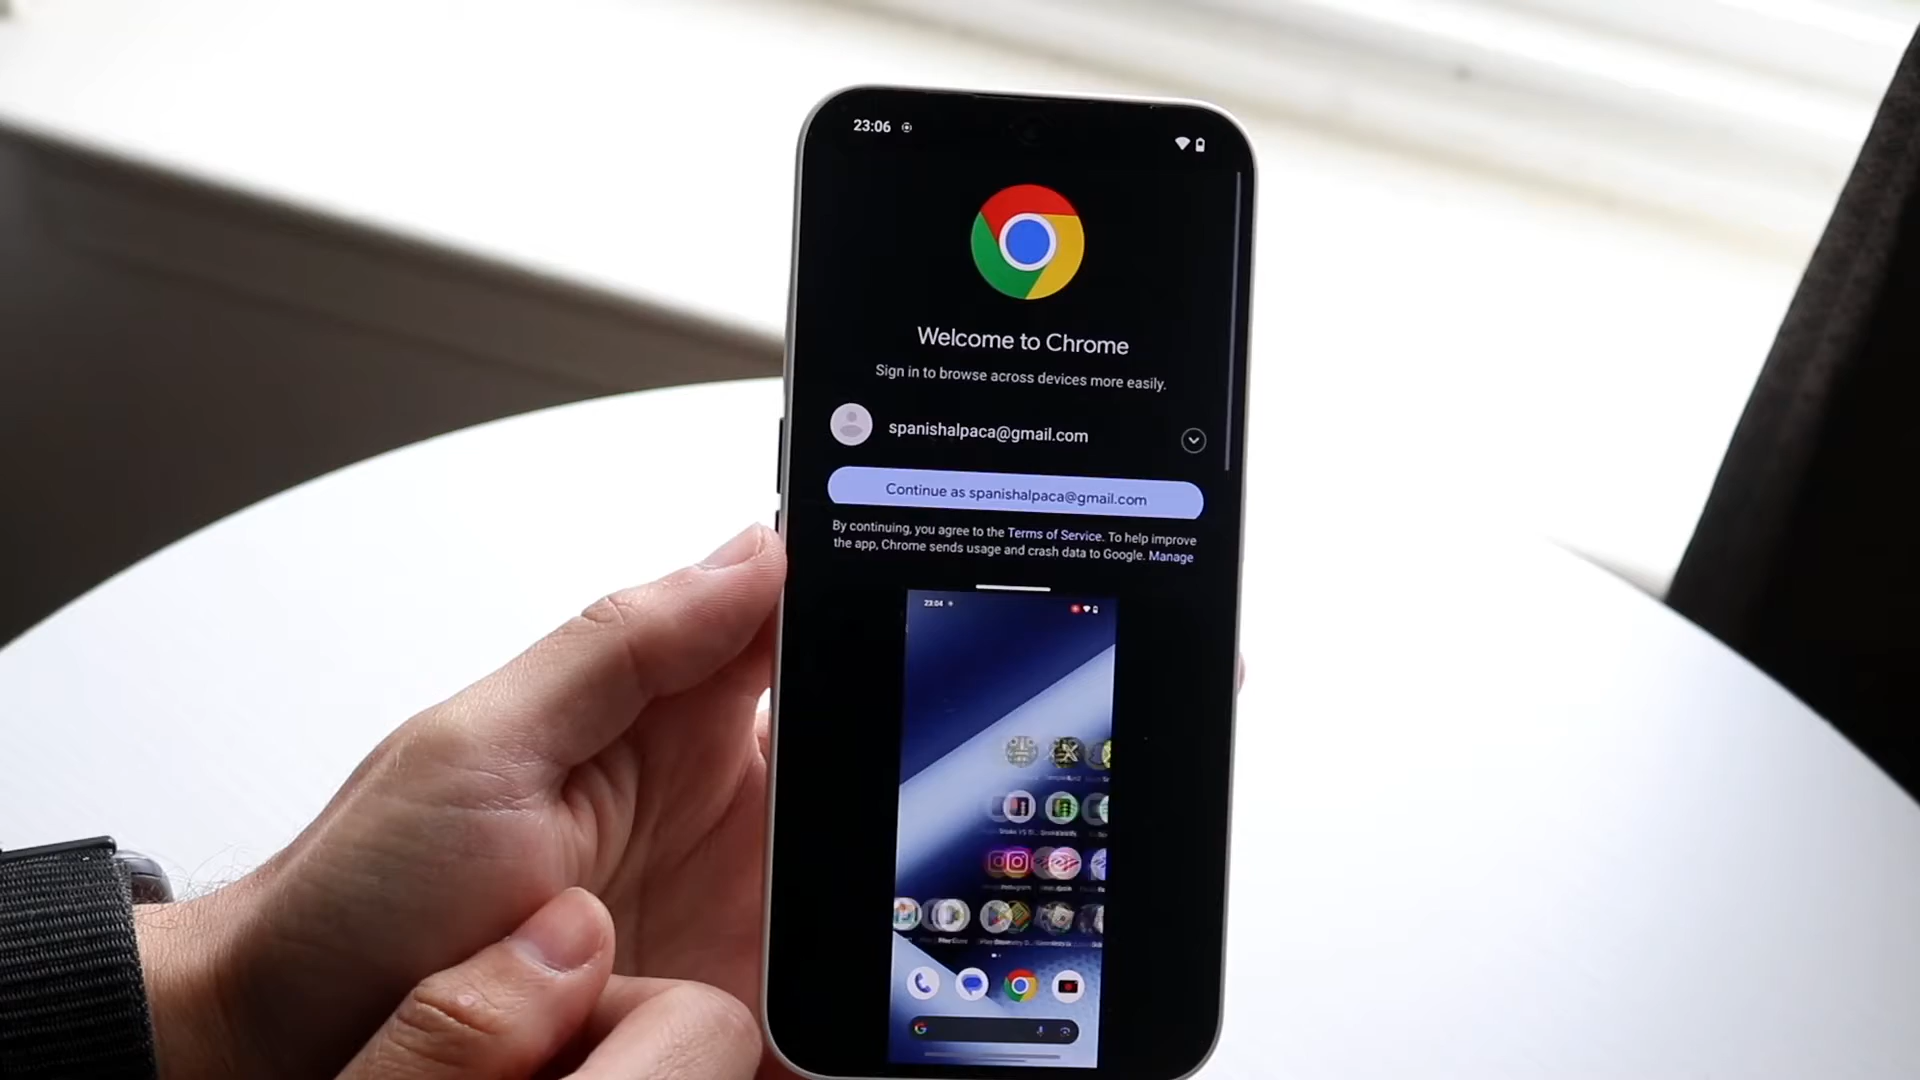 23:06
Welcome to Chrome
Sign in to browse across devices more easily.
spanishalpaca@gmail.com
Continue as spanishalpaca@gmail.com
By continuing, you agree to the Terms of Service. To help improve
the app, Chrome sends usage and crash data to Google. Manage
23:04